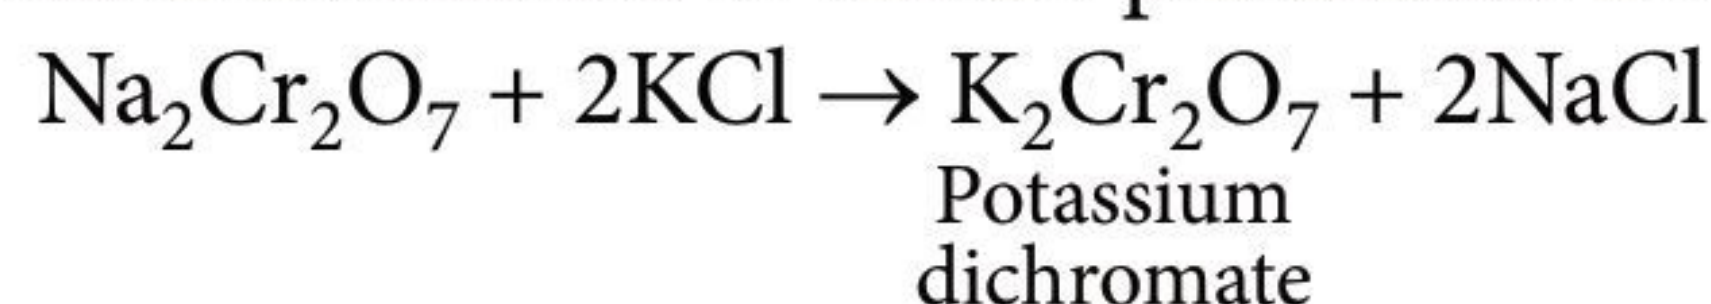 Na₂Cr₂O₇ + 2KCl → K₂Cr₂O₇ + 2NaCl
Potassium
dichromate